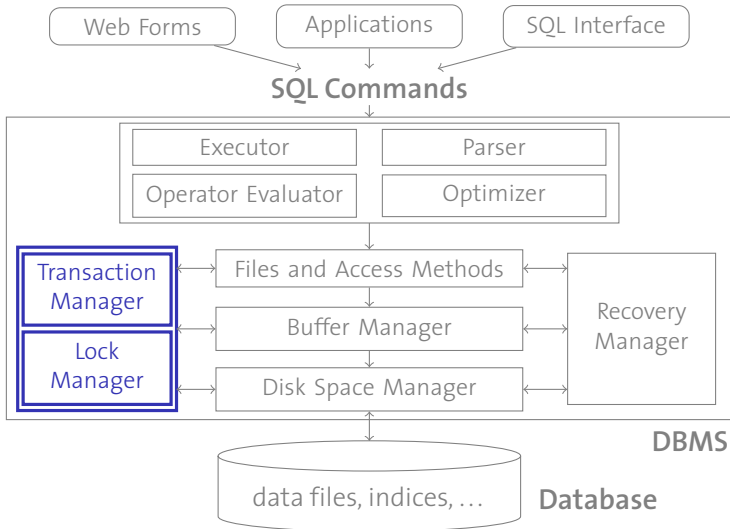 Web Forms
Applications
SQL Interface
SQL Commands
Executor
Parser
Operator Evaluator
Optimizer
Transaction
Manager
Files and Access Methods
Recovery
Manager
Buffer Manager
Lock
Manager
Disk Space Manager
DBMS
data files, indices, …
Database